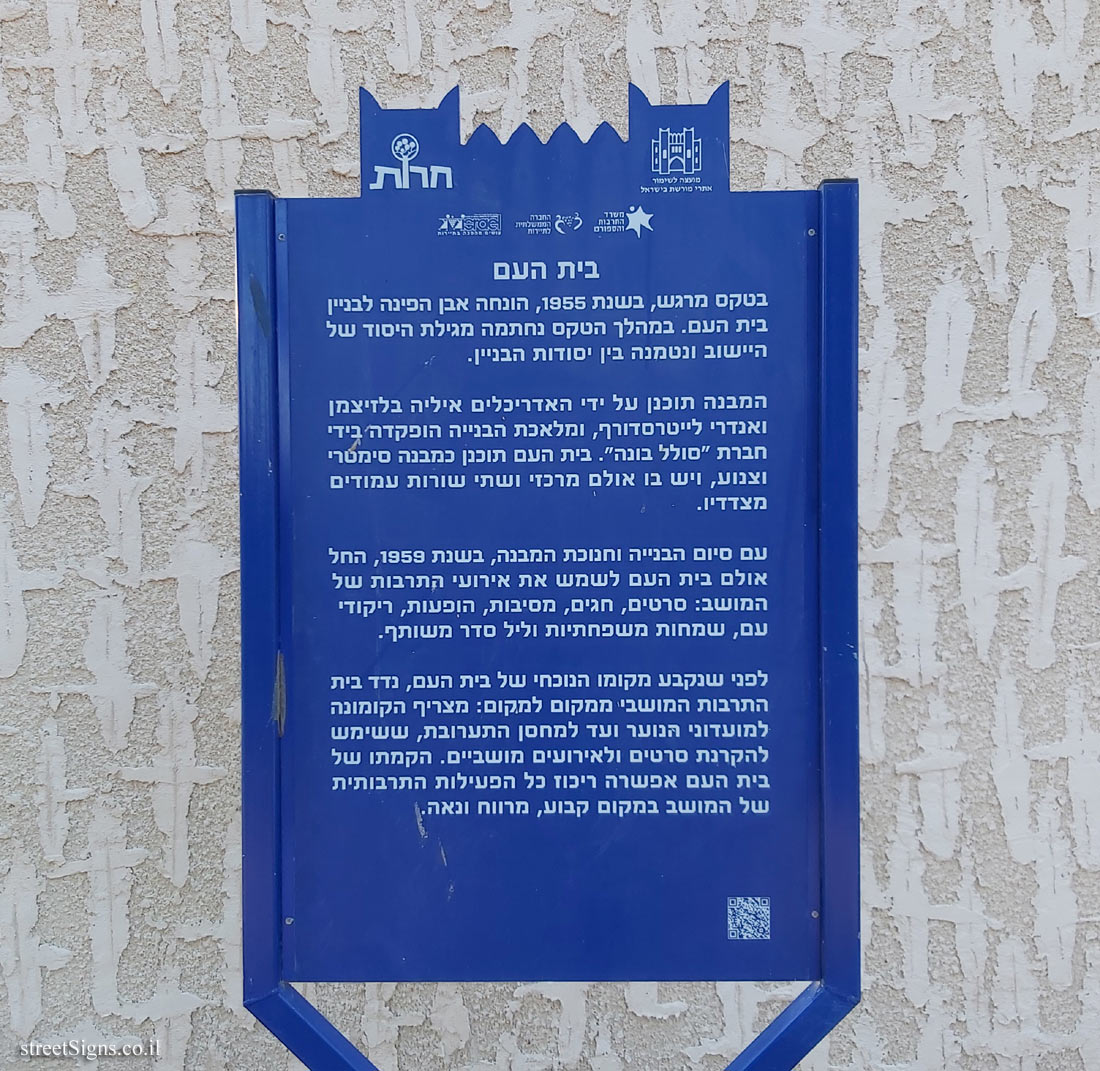 חרות
מועצה לשימור
אתרי מורשת בישראל
משרד
התרבות
והספורט
החברה
הממשלתית
לתיירות
בית העם
בטקס מרגש, בשנת 1955, הונחה אבן הפינה לבניין
בית העם. במהלך הטקס נחתמה מגילת היסוד של
היישוב ונטמנה בין יסודות הבניין.
המבנה תוכנן על ידי האדריכלים איליה בלזיצמן
ואנדרי לייטרסדורף, ומלאכת הבנייה הופקדה בידי
חברת "סולל בונה". בית העם תוכנן כמבנה סימטרי
וצנוע, ויש בו אולם מרכזי ושתי שורות עמודים
מצדדיו.
עם סיום הבנייה וחנוכת המבנה, בשנת 1959, החל
אולם בית העם לשמש את אירועי התרבות של
המושב: סרטים, חגים, מסיבות, הופעות, ריקודי
עם, שמחות משפחתיות וליל סדר משותף.
לפני שנקבע מקומו הנוכחי של בית העם, נדד בית
התרבות המושבי ממקום למקום: מצריף הקומונה
למועדוני הנוער ועד למחסן התערובת, ששימש
להקרנת סרטים ולאירועים מושביים. הקמתו של
בית העם אפשרה ריכוז כל הפעילות התרבותית
של המושב במקום קבוע, מרווח ונאה.
streetSigns.co.il